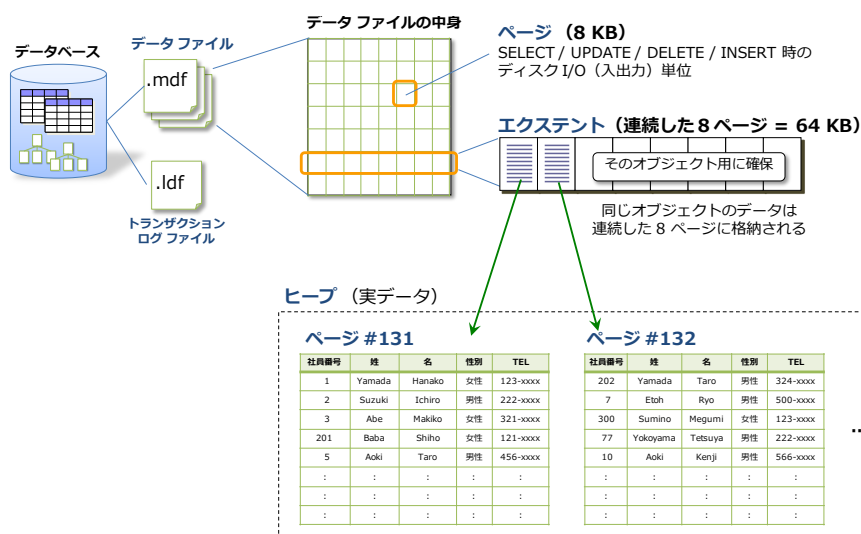 データベース
データ ファイル
.mdf
.ldf
トランザクション
ログ ファイル
データ ファイルの中身
ページ (8 KB)
SELECT / UPDATE / DELETE / INSERT 時の
ディスク I/O（入出力）単位
エクステント（連続した８ページ = 64 KB）
そのオブジェクト用に確保
同じオブジェクトのデータは
連続した 8 ページに格納される
ヒープ （実データ）
ページ #131
社員番号 姓 名 性別 TEL
1 Yamada Hanako 女性 123-xxxx
2 Suzuki Ichiro 男性 222-xxxx
3 Abe Makiko 女性 321-xxxx
201 Baba Shiho 女性 121-xxxx
5 Aoki Taro 男性 456-xxxx
: : : : :
: : : : :
: : : : :
ページ #132
社員番号 姓 名 性別 TEL
202 Yamada Taro 男性 324-xxxx
7 Etoh Ryo 男性 500-xxxx
300 Sumino Megumi 女性 123-xxxx
77 Yokoyama Tetsuya 男性 222-xxxx
10 Aoki Kenji 男性 566-xxxx
: : : : :
: : : : :
: : : : :
..